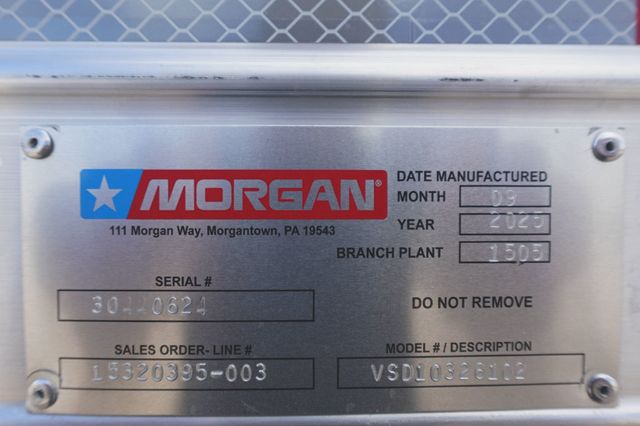 MORGAN®
111 Morgan Way, Morgantown, PA 19543
DATE MANUFACTURED
MONTH 09
YEAR 2025
BRANCH PLANT 1505
SERIAL #
DO NOT REMOVE
SALES ORDER- LINE #
15320395-003
MODEL # / DESCRIPTION
VSD10326102